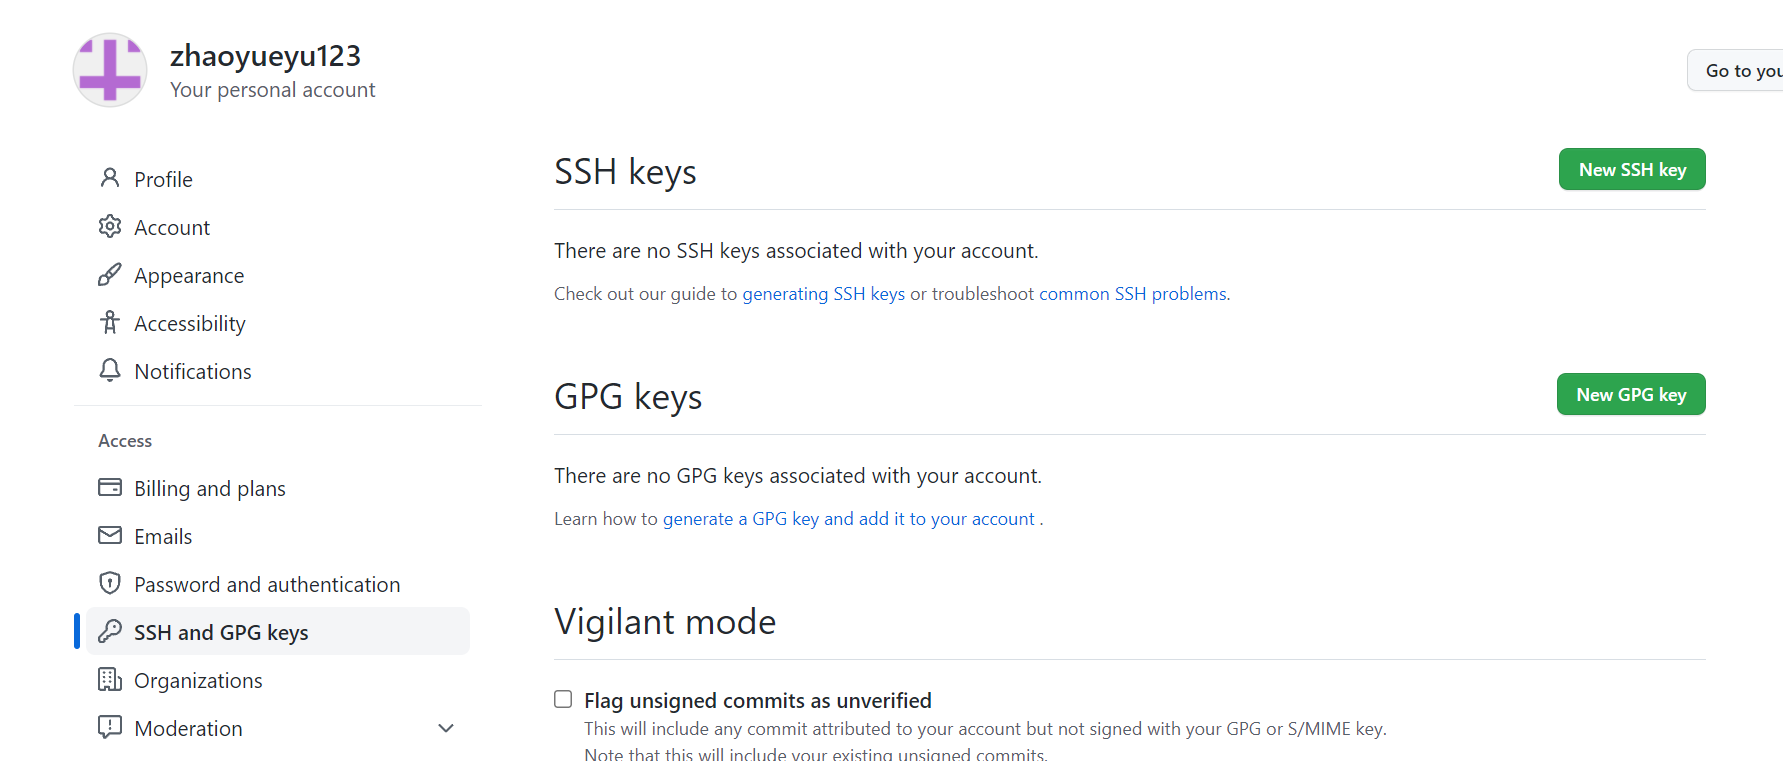 zhaoyueyu123
Your personal account
Go to you
Profile
Account
Appearance
Accessibility
Notifications
Access
Billing and plans
Emails
Password and authentication
SSH and GPG keys
Organizations
Moderation
SSH keys
New SSH key
There are no SSH keys associated with your account.
Check out our guide to generating SSH keys or troubleshoot common SSH problems.
GPG keys
New GPG key
There are no GPG keys associated with your account.
Learn how to generate a GPG key and add it to your account .
Vigilant mode
Flag unsigned commits as unverified
This will include any commit attributed to your account but not signed with your GPG or S/MIME key.
Note that this will include your existing unsigned commits.